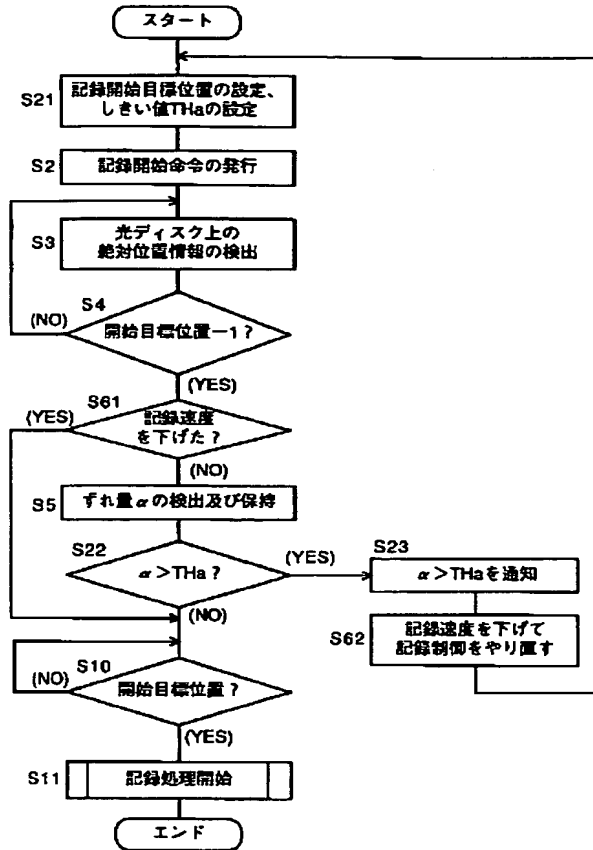 スタート
S21
記録開始目標位置の設定、
しきい値THaの設定
S2
記録開始命令の発行
S3
光ディスク上の
絶対位置情報の検出
S4
(NO)
開始目標位置ー1?
(YES)
S61
(YES)
記録速度
を下げた?
(NO)
S5
ずれ量αの検出及び保持
S22
α>THa?
(YES)
(NO)
S23
α>THaを通知
S62
記録速度を下げて
記録制御をやり直す
S10
(NO)
開始目標位置?
(YES)
S11
記録処理開始
エンド